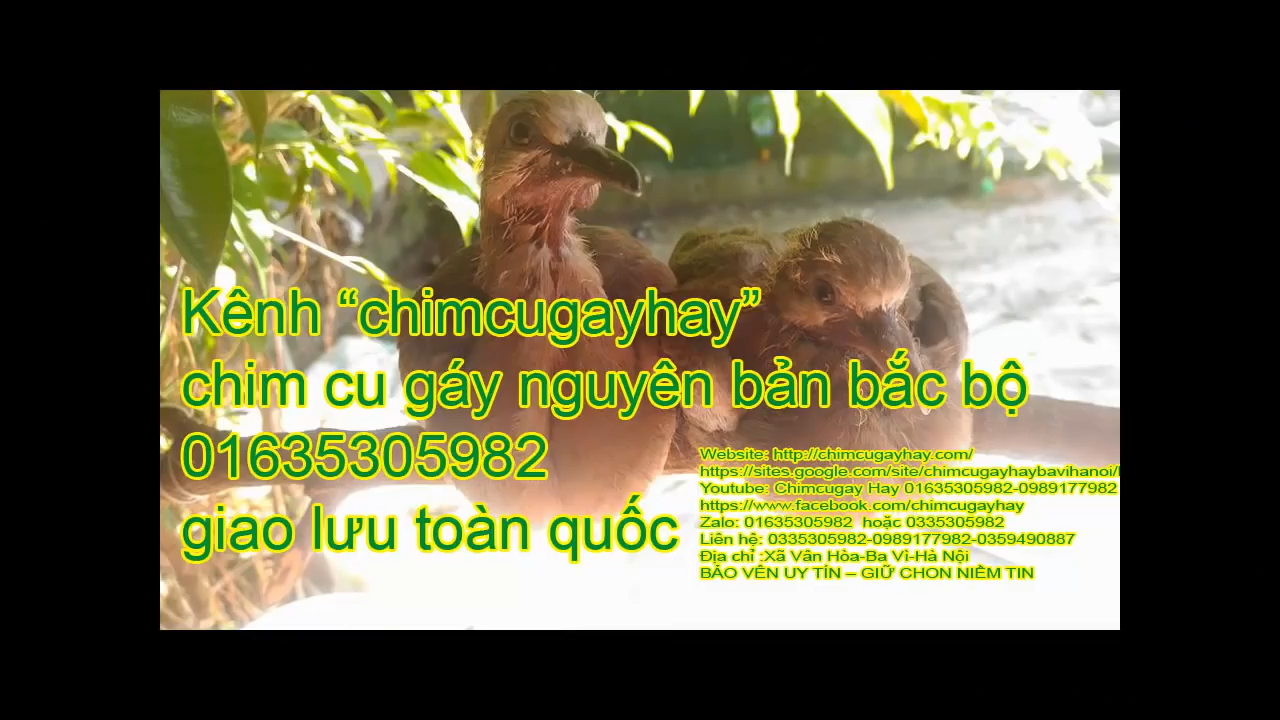 Kênh “chimcugayhay”
chim cu gáy nguyên bản bắc bộ
01635305982
giao lưu toàn quốc
Website: http://chimcugayhay.com/
https://sites.google.com/site/chimcugayhaybavihanoi/
Youtube: Chimcugay Hay 01635305982-0989177982
https://www.facebook.com/chimcugayhay
Zalo: 01635305982 hoặc 0335305982
Liên hệ: 0335305982-0989177982-0359490887
Địa chỉ :Xã Vân Hòa-Ba Vì-Hà Nội
BẢO VÊN UY TÍN – GIỮ CHON NIỀM TIN